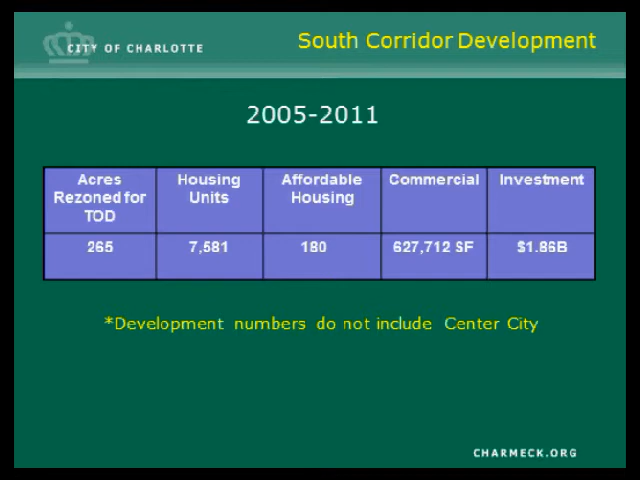 CITY OF CHARLOTTE
South Corridor Development
2005-2011
Acres Rezoned for TOD
Housing Units
Affordable Housing
Commercial
Investment
265
7,581
180
627,712 SF
$1.86B
*Development numbers do not include Center City
CHARMECK.ORG